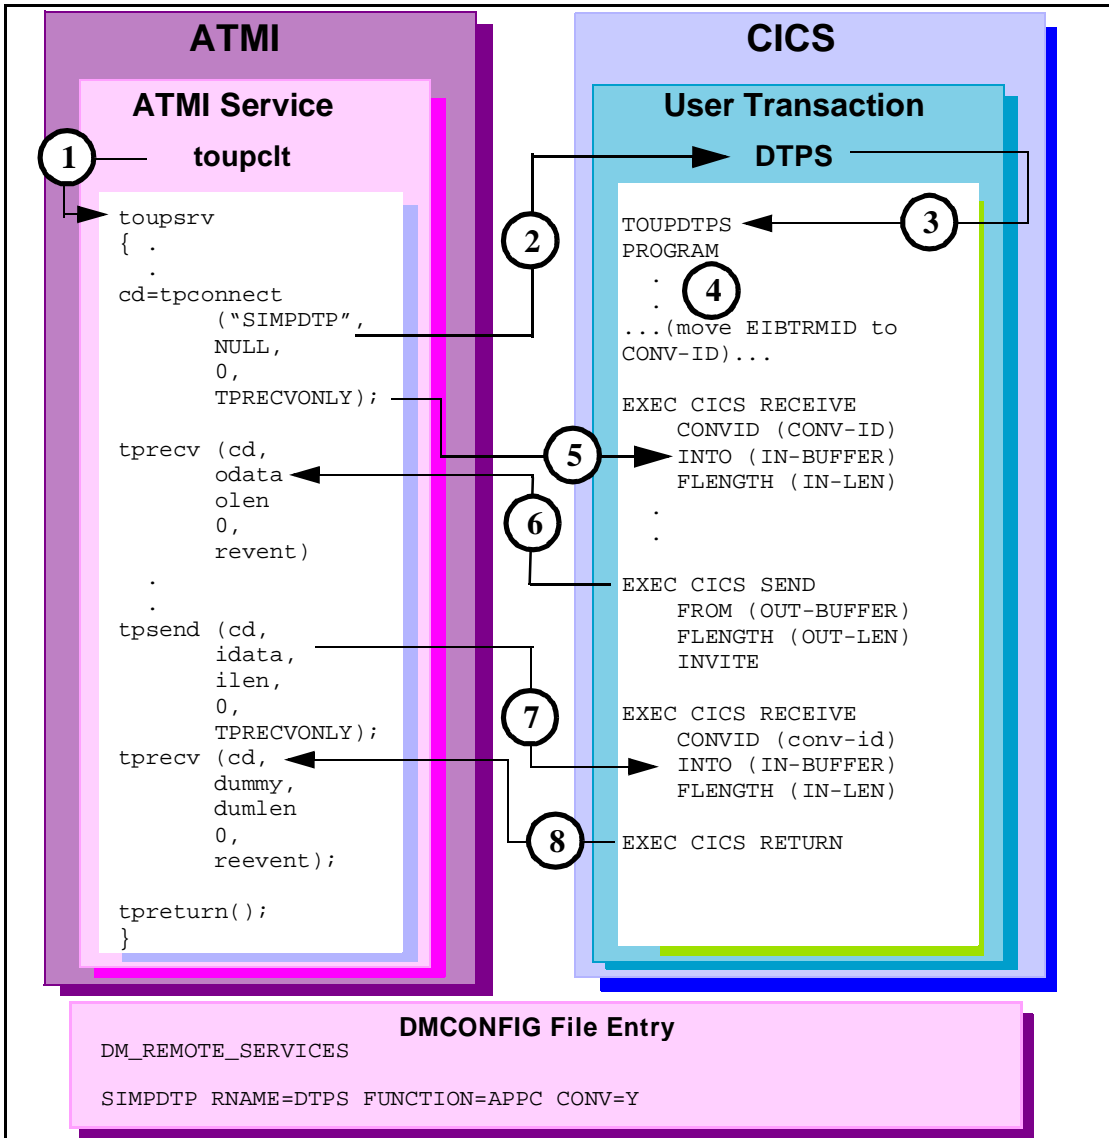 ATMI
ATMI Service
toupclt
1
toupsrv
{ .
.
cd=tpconnect
(“SIMPDTP”,
NULL,
0,
TPRECVONLY);
tprecv (cd,
odata
olen
0,
revent)
.
.
tpsend (cd,
idata,
ilen,
0,
TPRECVONLY);
tprecv (cd,
dummy,
dumlen
0,
reevent);
tpreturn();
}
2
5
6
7
8
CICS
User Transaction
DTPS
3
TOUPDTPS
PROGRAM
.
.
4
...(move EIBTRMID to
CONV-ID)...
EXEC CICS RECEIVE
CONVID (CONV-ID)
INTO (IN-BUFFER)
FLENGTH (IN-LEN)
.
.
EXEC CICS SEND
FROM (OUT-BUFFER)
FLENGTH (OUT-LEN)
INVITE
EXEC CICS RECEIVE
CONVID (conv-id)
INTO (IN-BUFFER)
FLENGTH (IN-LEN)
EXEC CICS RETURN
DMCONFIG File Entry
DM_REMOTE_SERVICES
SIMPDTP RNAME=DTPS FUNCTION=APPC CONV=Y